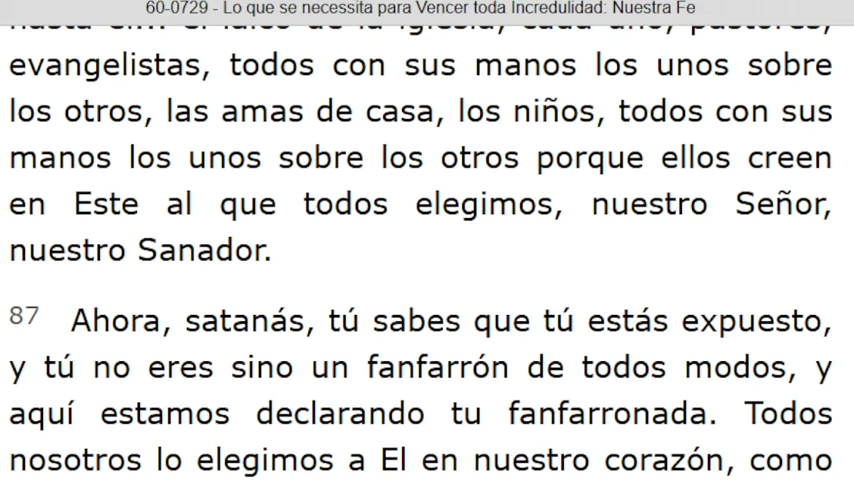 60-0729 - Lo que se necessita para Vencer toda Incredulidad: Nuestra Fe
evangelistas, todos con sus manos los unos sobre
los otros, las amas de casa, los niños, todos con sus
manos los unos sobre los otros porque ellos creen
en Este al que todos elegimos, nuestro Señor,
nuestro Sanador.
87 Ahora, satanás, tú sabes que tú estás expuesto,
y tú no eres sino un fanfarrón de todos modos, y
aquí estamos declarando tu fanfarronada. Todos
nosotros lo elegimos a El en nuestro corazón, como